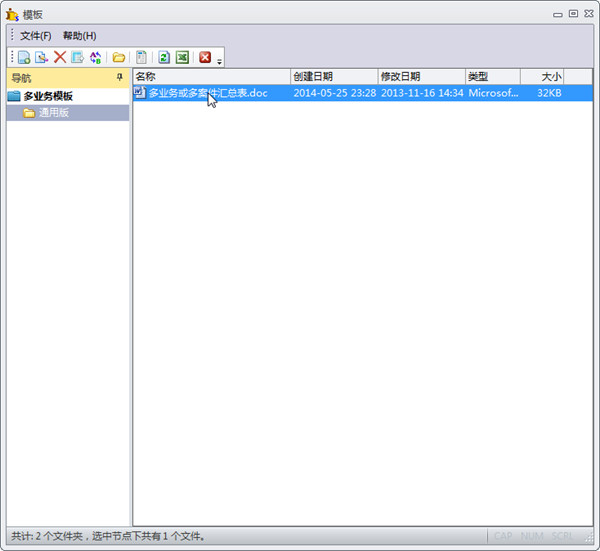 模板
文件(F) 帮助(H)
导航
多业务模板
通用版
名称 创建日期 修改日期 类型 大小
多业务或多案件汇总表.doc 2014-05-25 23:28 2013-11-16 14:34 Microsof... 32KB
共计: 2 个文件夹，选中节点下共有 1 个文件。
CAP NUM SCRL